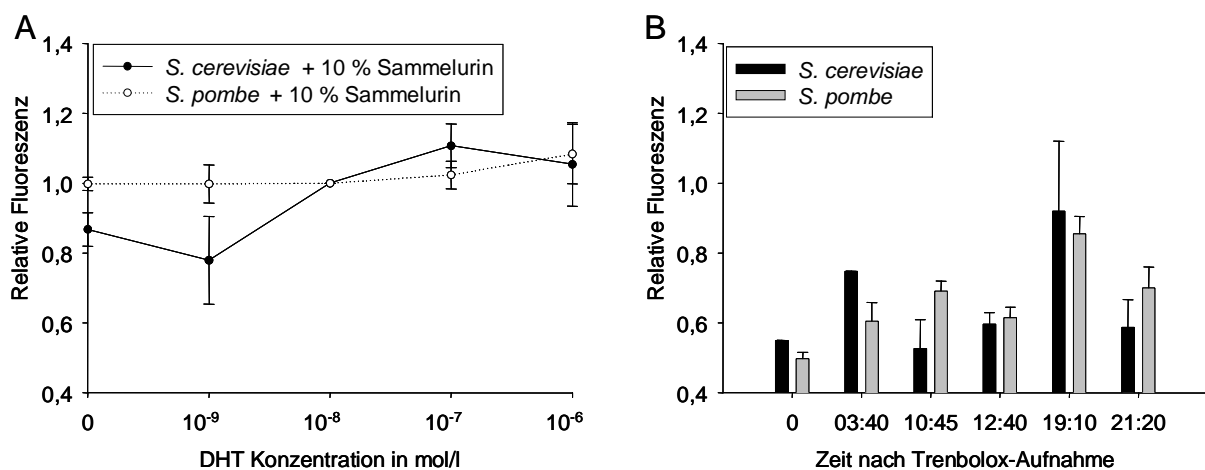 A
1,4
1,2
1,0
0,8
0,6
0,4
Relative Fluoreszenz
S. cerevisiae + 10 % Sammelurin
S. pombe + 10 % Sammelurin
0 10-9 10-8 10-7 10-6
DHT Konzentration in mol/l
B
1,4
1,2
1,0
0,8
0,6
0,4
Relative Fluoreszenz
S. cerevisiae
S. pombe
0 03:40 10:45 12:40 19:10 21:20
Zeit nach Trenbolox-Aufnahme